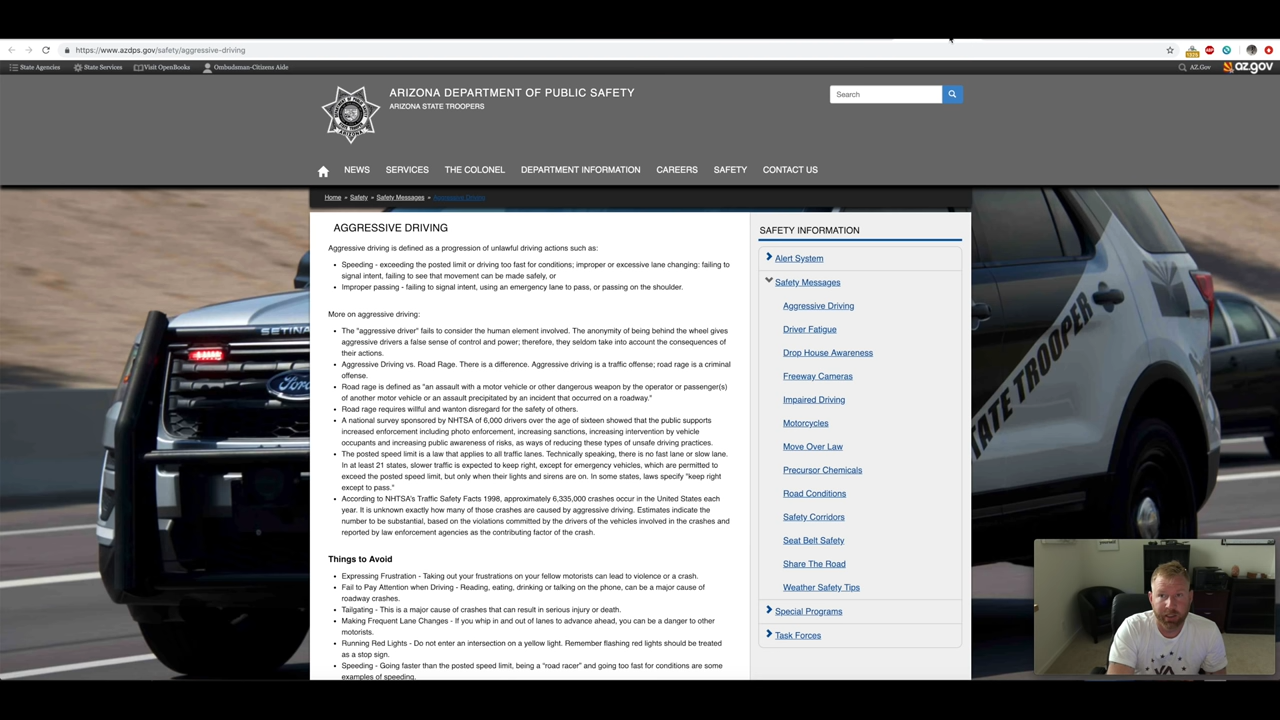 https://www.azdps.gov/safety/aggressive-driving
State Agencies State Services Visit OpenBooks Ombudsman-Citizens Aide AZ.Gov az.gov
ARIZONA DEPARTMENT OF PUBLIC SAFETY
ARIZONA STATE TROOPERS
Search
NEWS SERVICES THE COLONEL DEPARTMENT INFORMATION CAREERS SAFETY CONTACT US
Home » Safety » Safety Messages » Aggressive Driving
AGGRESSIVE DRIVING
Aggressive driving is defined as a progression of unlawful driving actions such as:
• Speeding - exceeding the posted limit or driving too fast for conditions; improper or excessive lane changing: failing to
signal intent, failing to see that movement can be made safely, or
• Improper passing - failing to signal intent, using an emergency lane to pass, or passing on the shoulder.
More on aggressive driving:
• The "aggressive driver" fails to consider the human element involved. The anonymity of being behind the wheel gives
aggressive drivers a false sense of control and power; therefore, they seldom take into account the consequences of
their actions.
• Aggressive Driving vs. Road Rage. There is a difference. Aggressive driving is a traffic offense; road rage is a criminal
offense.
• Road rage is defined as "an assault with a motor vehicle or other dangerous weapon by the operator or passenger(s)
of another motor vehicle or an assault precipitated by an incident that occurred on a roadway."
• Road rage requires willful and wanton disregard for the safety of others.
• A national survey sponsored by NHTSA of 6,000 drivers over the age of sixteen showed that the public supports
increased enforcement including photo enforcement, increasing sanctions, increasing intervention by vehicle
occupants and increasing public awareness of risks, as ways of reducing these types of unsafe driving practices.
• The posted speed limit is a law that applies to all traffic lanes. Technically speaking, there is no fast lane or slow lane.
In at least 21 states, slower traffic is expected to keep right, except for emergency vehicles, which are permitted to
exceed the posted speed limit, but only when their lights and sirens are on. In some states, laws specify "keep right
except to pass."
• According to NHTSA's Traffic Safety Facts 1998, approximately 6,335,000 crashes occur in the United States each
year. It is unknown exactly how many of those crashes are caused by aggressive driving. Estimates indicate the
number to be substantial, based on the violations committed by the drivers of the vehicles involved in the crashes and
reported by law enforcement agencies as the contributing factor of the crash.
Things to Avoid
• Expressing Frustration - Taking out your frustrations on your fellow motorists can lead to violence or a crash.
• Fail to Pay Attention when Driving - Reading, eating, drinking or talking on the phone, can be a major cause of
roadway crashes.
• Tailgating - This is a major cause of crashes that can result in serious injury or death.
• Making Frequent Lane Changes - If you whip in and out of lanes to advance ahead, you can be a danger to other
motorists.
• Running Red Lights - Do not enter an intersection on a yellow light. Remember flashing red lights should be treated
as a stop sign.
• Speeding - Going faster than the posted speed limit, being a "road racer" and going too fast for conditions are some
examples of speeding.
SAFETY INFORMATION
Alert System
Safety Messages
Aggressive Driving
Driver Fatigue
Drop House Awareness
Freeway Cameras
Impaired Driving
Motorcycles
Move Over Law
Precursor Chemicals
Road Conditions
Safety Corridors
Seat Belt Safety
Share The Road
Weather Safety Tips
Special Programs
Task Forces
SETINA
Ford
STATE TROOPER